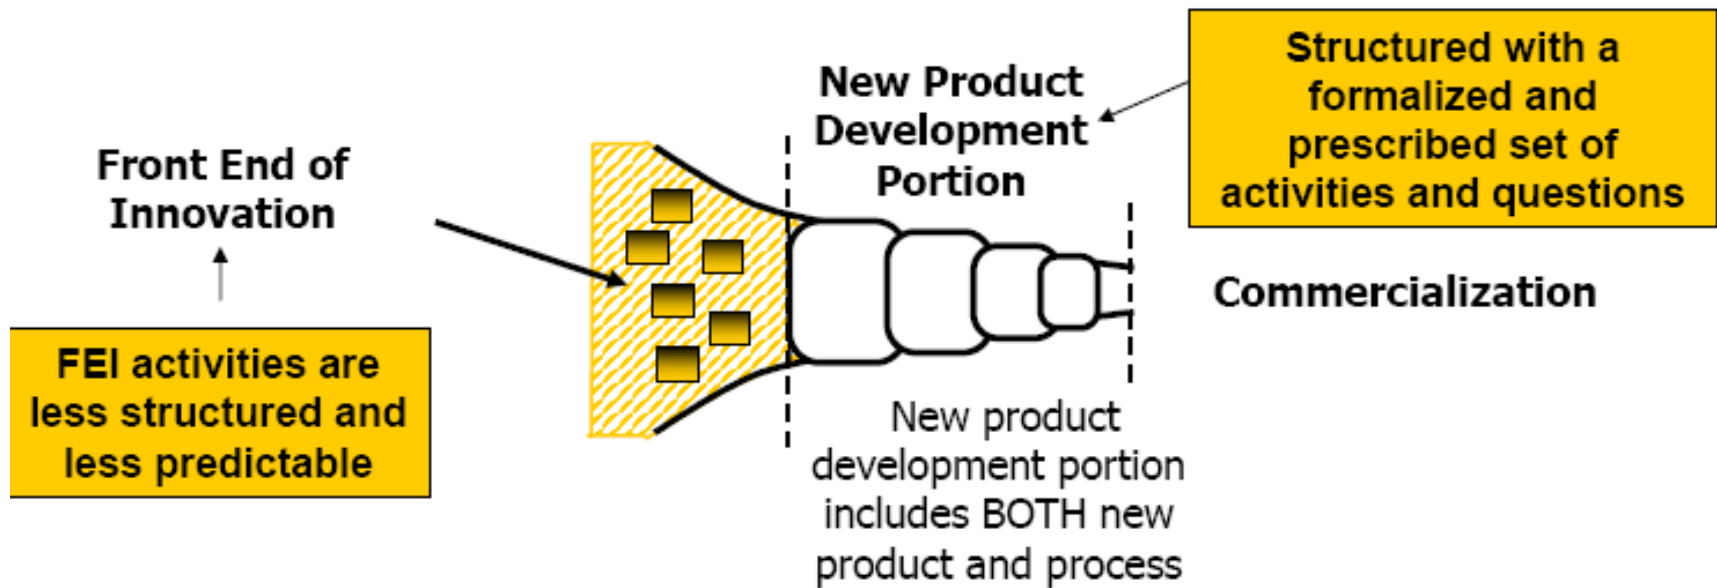 Front End of
Innovation
FEI activities are
less structured and
less predictable
New Product
Development
Portion
New product
development portion
includes BOTH new
product and process
Structured with a
formalized and
prescribed set of
activities and questions
Commercialization